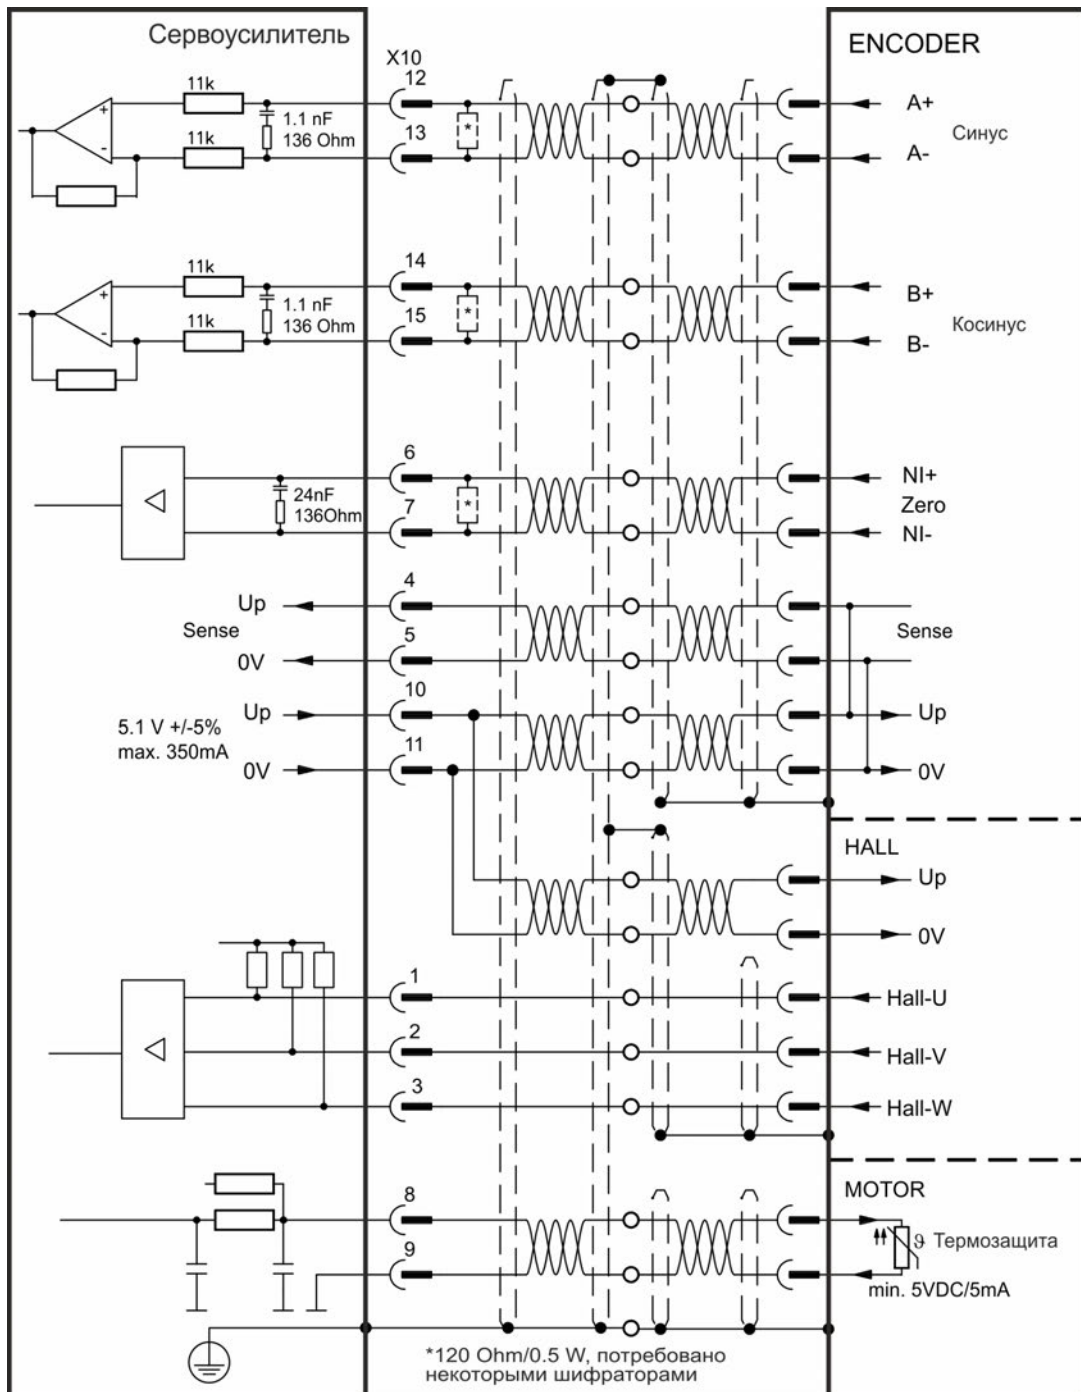 Сервоусилитель
ENCODER
X10
12
11k
1.1 nF
136 Ohm
*
A+
Синус
13
11k
A-
14
11k
1.1 nF
136 Ohm
*
B+
Косинус
15
11k
B-
6
24nF
136Ohm
*
NI+
Zero
7
NI-
4
Up
Sense
Sense
5
0V
10
Up
Up
5.1 V +/-5%
max. 350mA
11
0V
0V
HALL
Up
0V
1
Hall-U
2
Hall-V
3
Hall-W
MOTOR
8
ϑ Термозащита
9
min. 5VDC/5mA
*120 Ohm/0.5 W, потребовано
некоторыми шифраторами
+
-
+
-